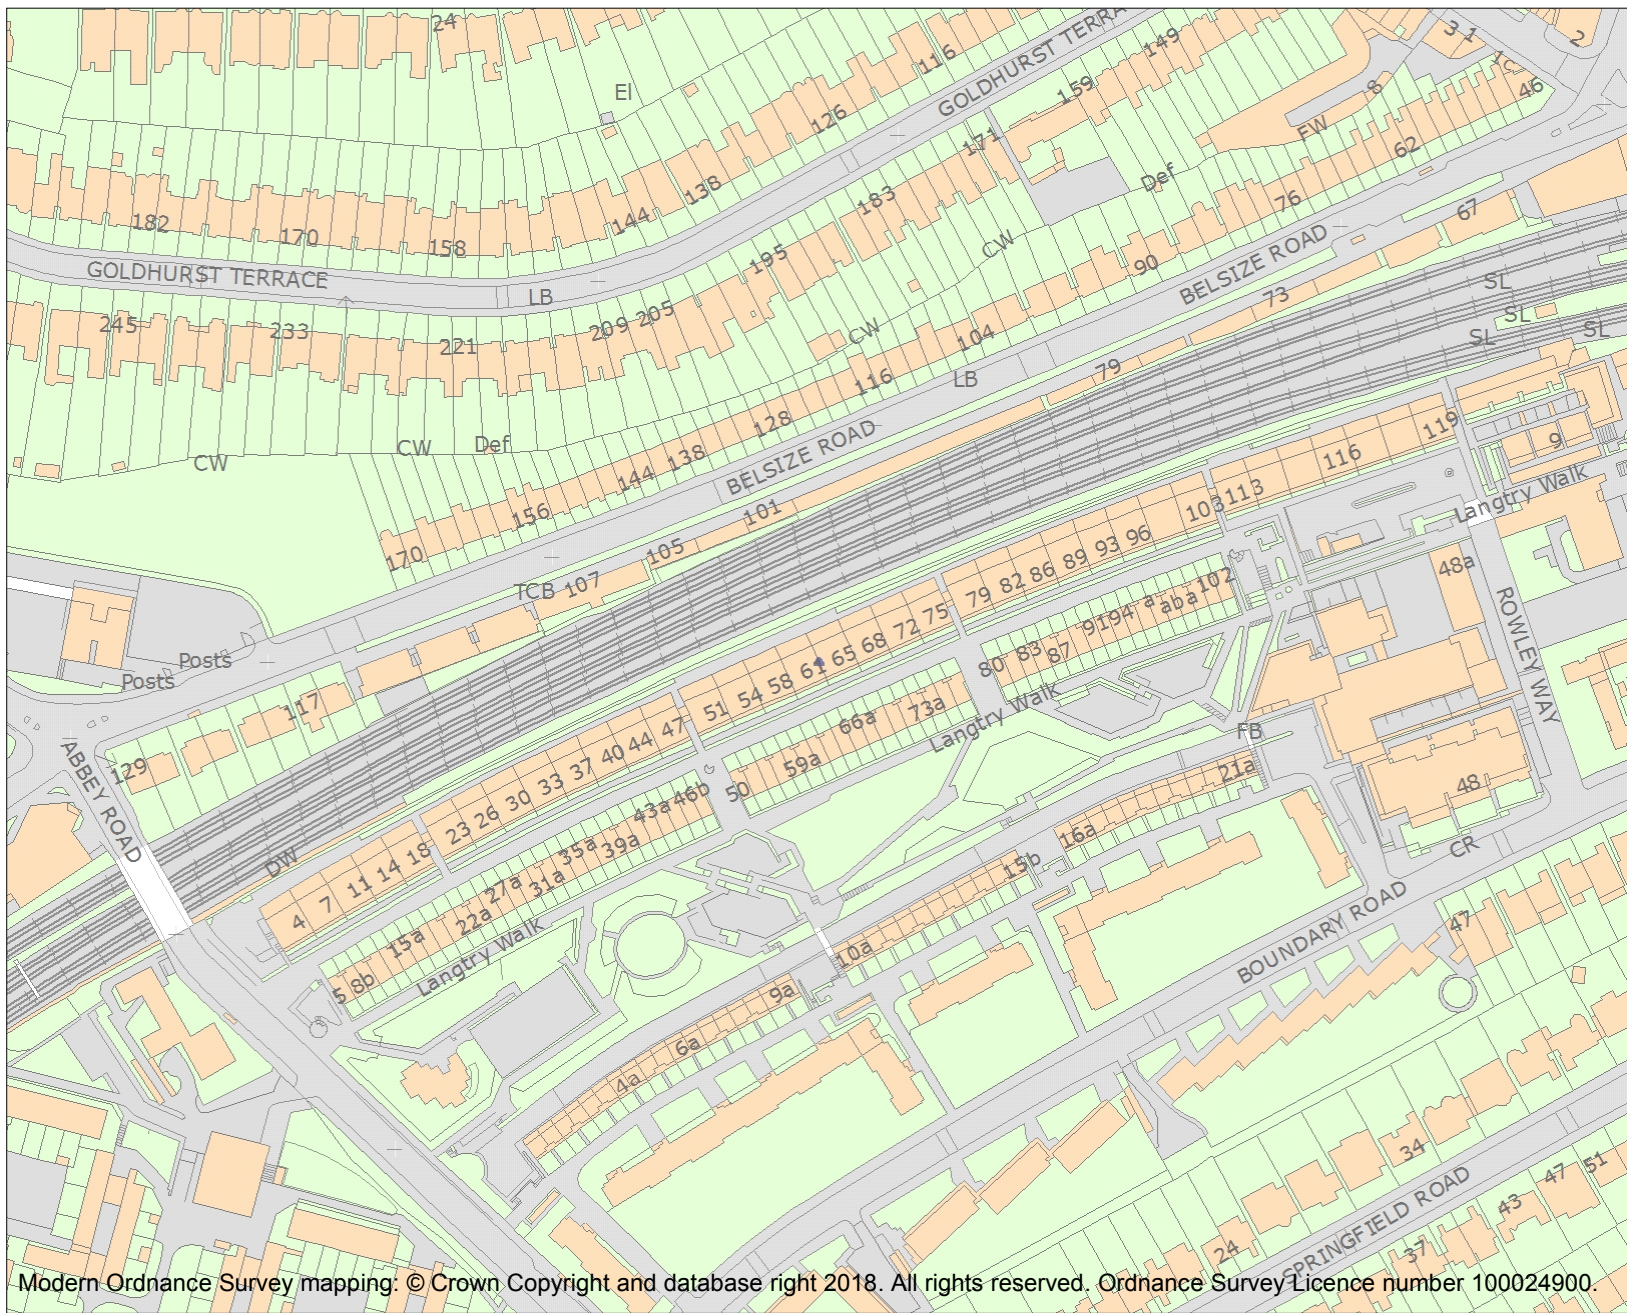 24
El
116
GOLDHURST TERRA
149
3 1
1c
2
159
8
46
126
FW
62
171
Def
138
183
76
144
67
182
170
158
CW
195
90
BELSIZE ROAD
GOLDHURST TERRACE
LB
73
SL
SL
SL
SL
245
233
221
209
205
CW
104
79
LB
116
128
119
9
CW
CW
Def
138
144
BELSIZE ROAD
116
113
103
Langtry Walk
156
101
170
105
107
TCB
96
93
89
86
82
79
102
aba
a
94
91
48a
ROWLEY WAY
75
72
68
65
61
58
54
51
80
83
87
Posts
Posts
117
73a
66a
59a
Langtry Walk
FB
47
44
40
37
33
30
26
23
50
129
ABBEY ROAD
46b
43a
39a
35a
31a
27a
22a
15a
21a
16a
48
CR
DW
18
14
11
7
4
15b
10a
BOUNDARY ROAD
47
5
8b
Langtry Walk
9a
6a
4a
34
SPRINGFIELD ROAD
51
47
43
37
24
Modern Ordnance Survey mapping: © Crown Copyright and database right 2018. All rights reserved. Ordnance Survey Licence number 100024900.